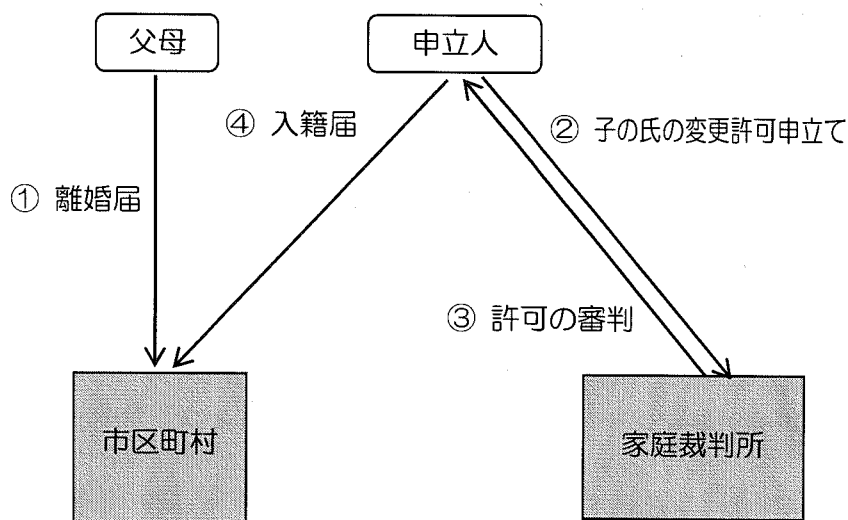 父母
申立人
④ 入籍届
② 子の氏の変更許可申立て
① 離婚届
③ 許可の審判
市区町村
家庭裁判所